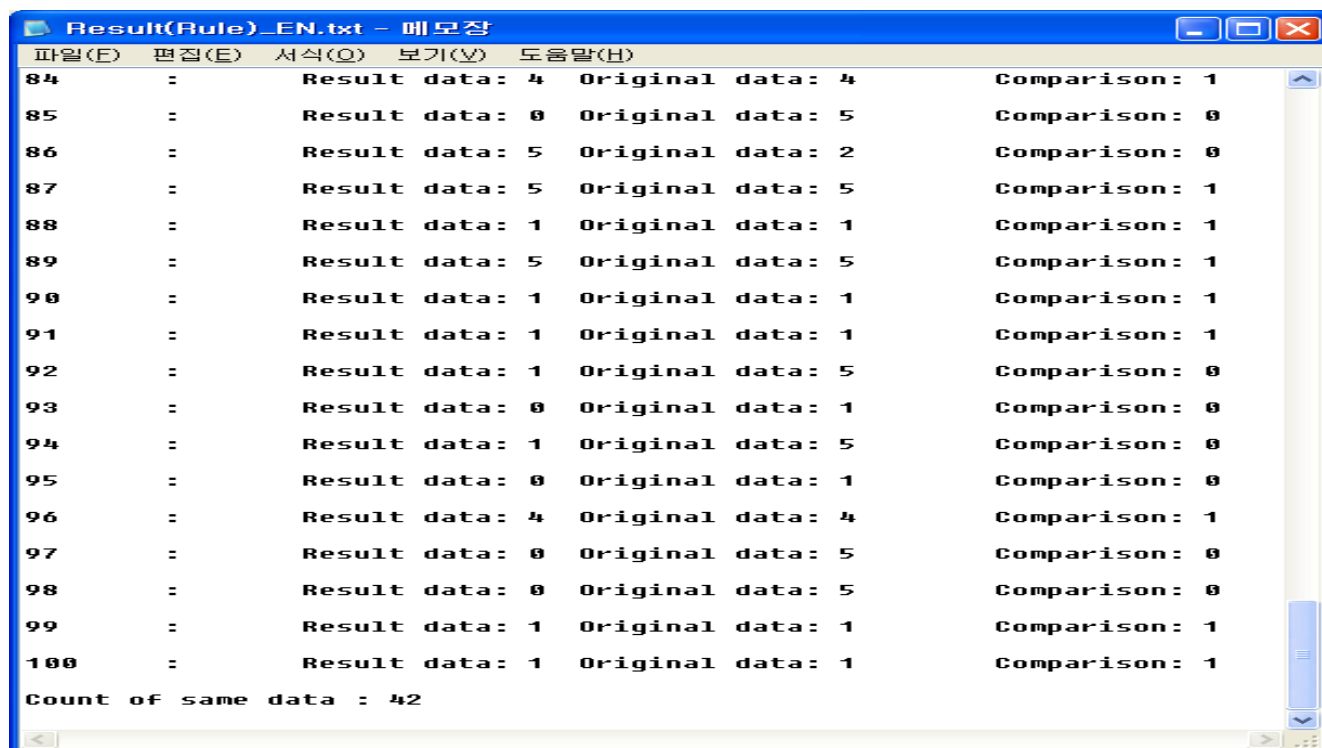 Result(Rule)_EN.txt - 메모장
파일(F) 편집(E) 서식(O) 보기(V) 도움말(H)
84 : Result data: 4 Original data: 4 Comparison: 1
85 : Result data: 0 Original data: 5 Comparison: 0
86 : Result data: 5 Original data: 2 Comparison: 0
87 : Result data: 5 Original data: 5 Comparison: 1
88 : Result data: 1 Original data: 1 Comparison: 1
89 : Result data: 5 Original data: 5 Comparison: 1
90 : Result data: 1 Original data: 1 Comparison: 1
91 : Result data: 1 Original data: 1 Comparison: 1
92 : Result data: 1 Original data: 5 Comparison: 0
93 : Result data: 0 Original data: 1 Comparison: 0
94 : Result data: 1 Original data: 5 Comparison: 0
95 : Result data: 0 Original data: 1 Comparison: 0
96 : Result data: 4 Original data: 4 Comparison: 1
97 : Result data: 0 Original data: 5 Comparison: 0
98 : Result data: 0 Original data: 5 Comparison: 0
99 : Result data: 1 Original data: 1 Comparison: 1
100 : Result data: 1 Original data: 1 Comparison: 1
Count of same data : 42